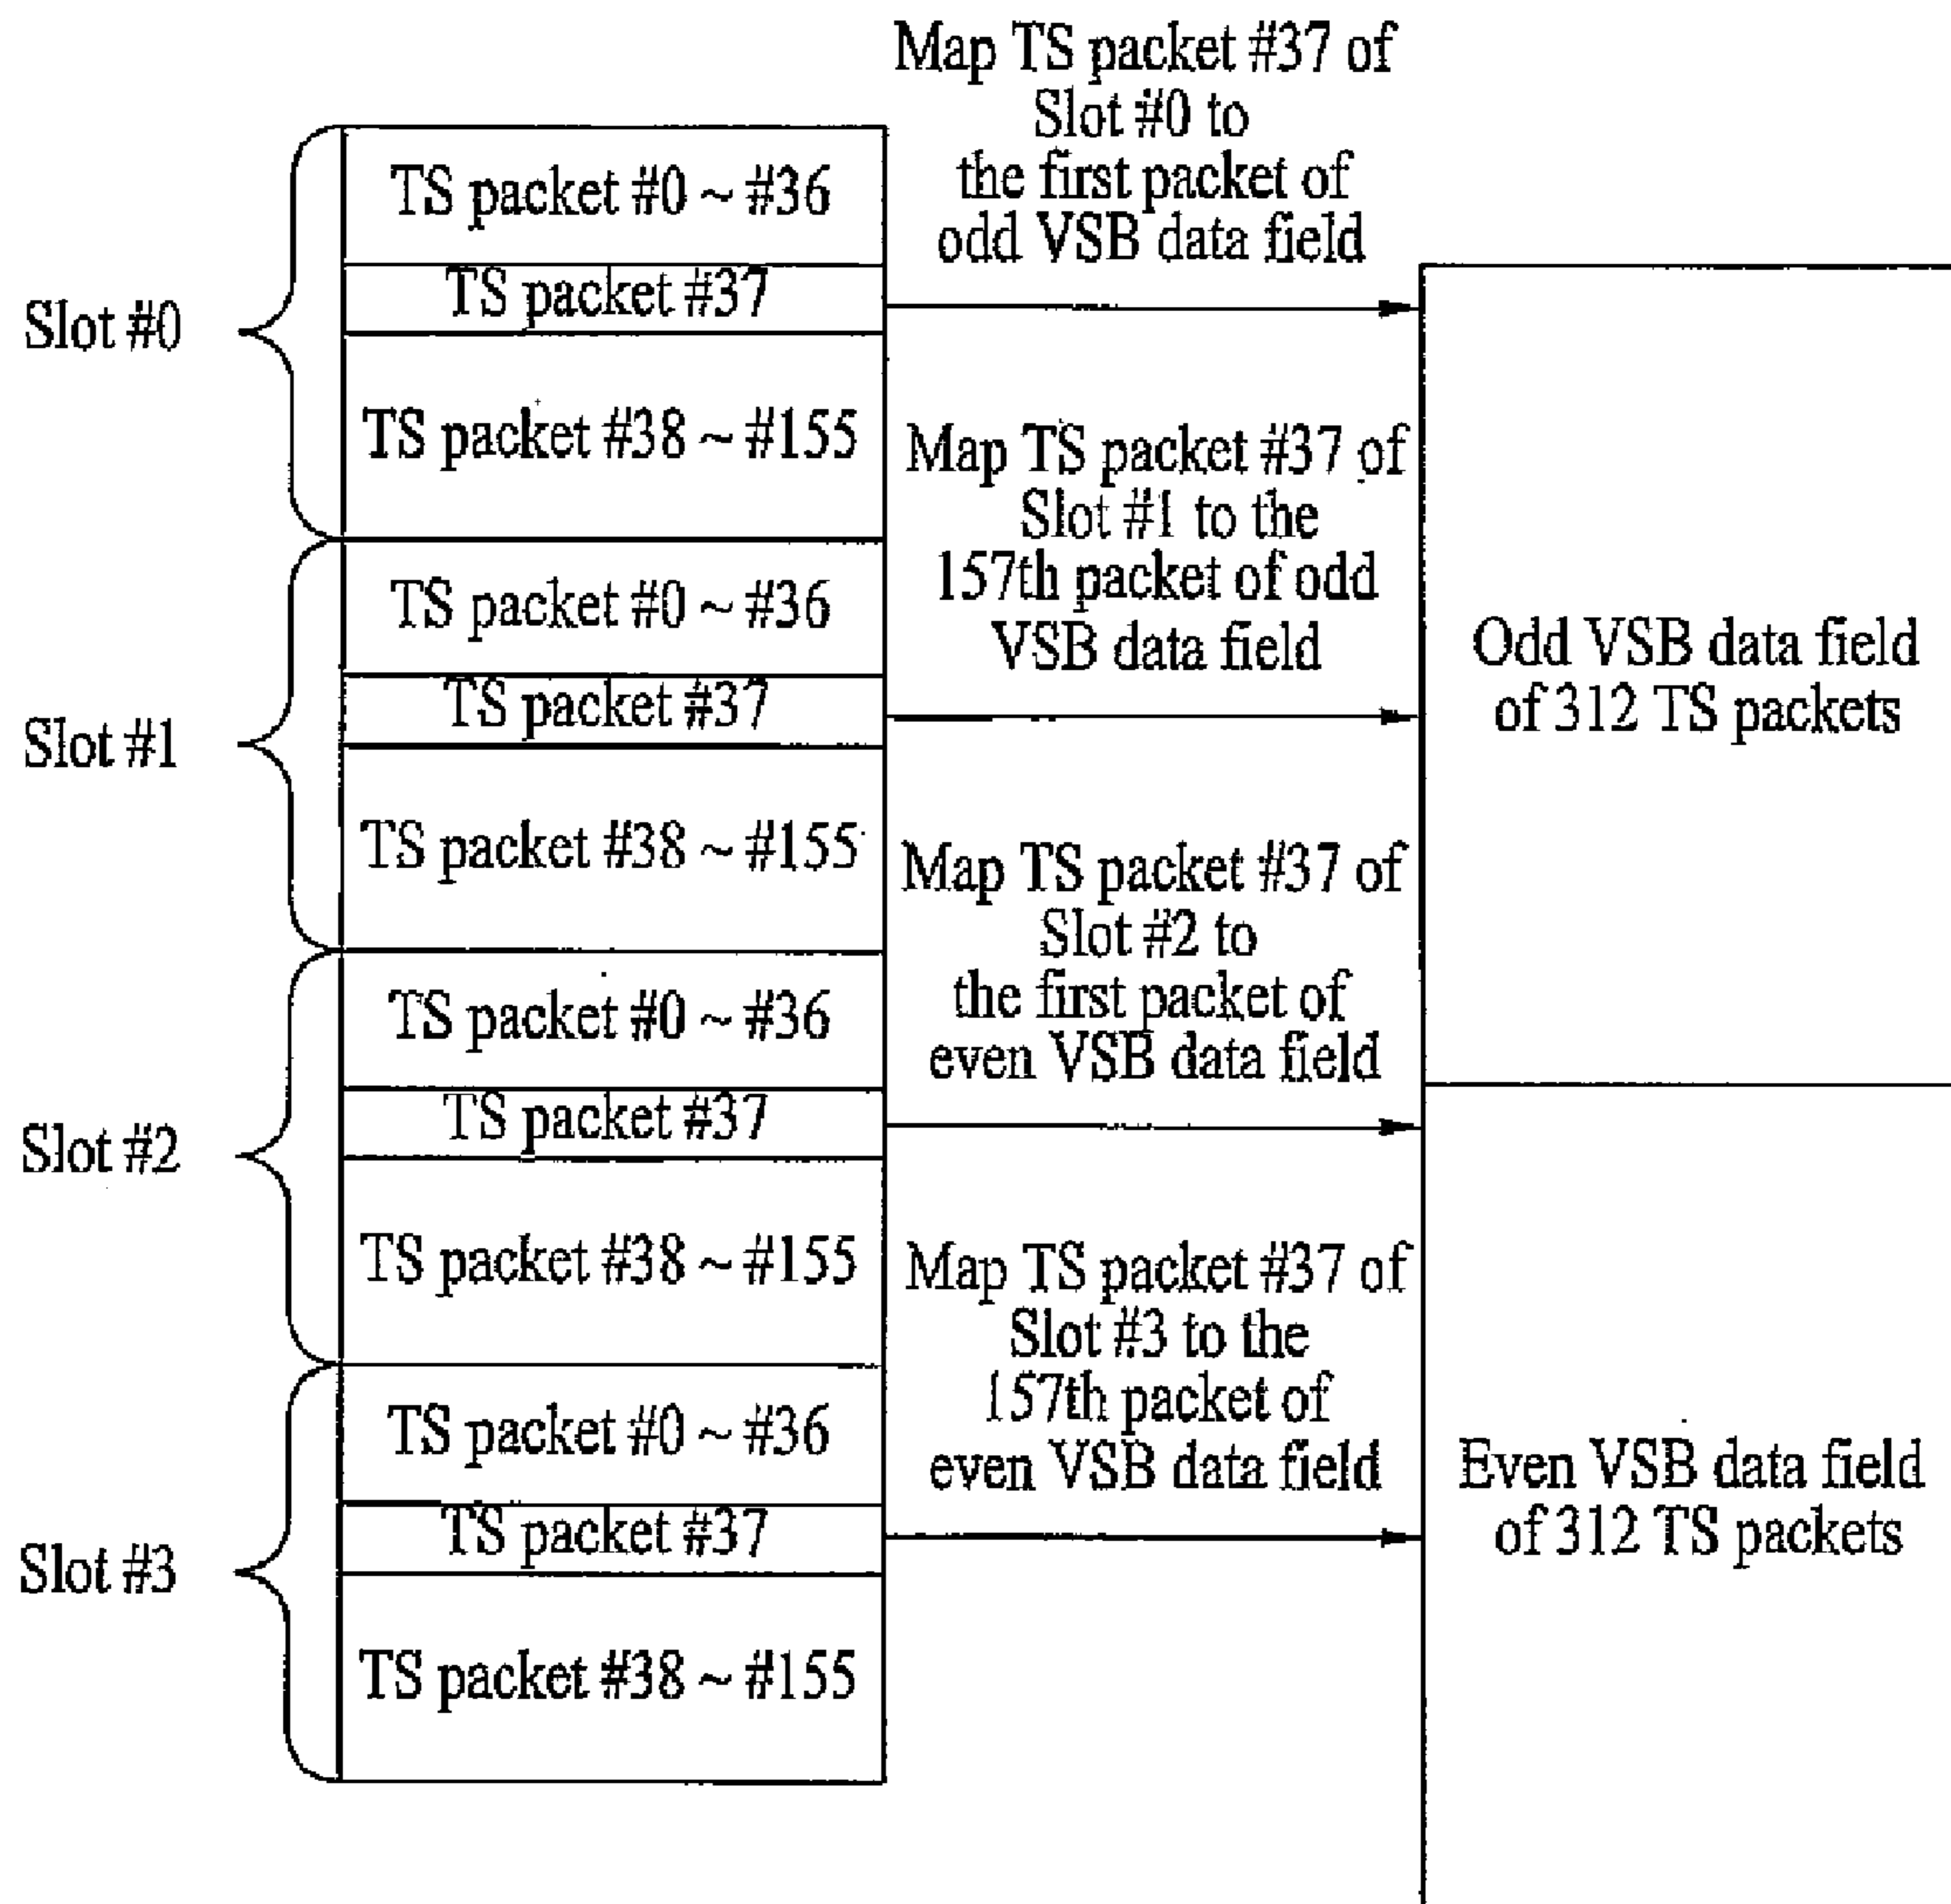 Map TS packet #37 of
Slot #0 to
the first packet of
odd VSB data field
Slot #0
TS packet #0 ~ #36
TS packet #37
TS packet #38 ~ #155
Map TS packet #37 of
Slot #1 to the
157th packet of odd
VSB data field
Slot #1
TS packet #0 ~ #36
TS packet #37
TS packet #38 ~ #155
Odd VSB data field
of 312 TS packets
Map TS packet #37 of
Slot #2 to
the first packet of
even VSB data field
Slot #2
TS packet #0 ~ #36
TS packet #37
TS packet #38 ~ #155
Map TS packet #37 of
Slot #3 to the
157th packet of
even VSB data field
Slot #3
TS packet #0 ~ #36
TS packet #37
TS packet #38 ~ #155
Even VSB data field
of 312 TS packets